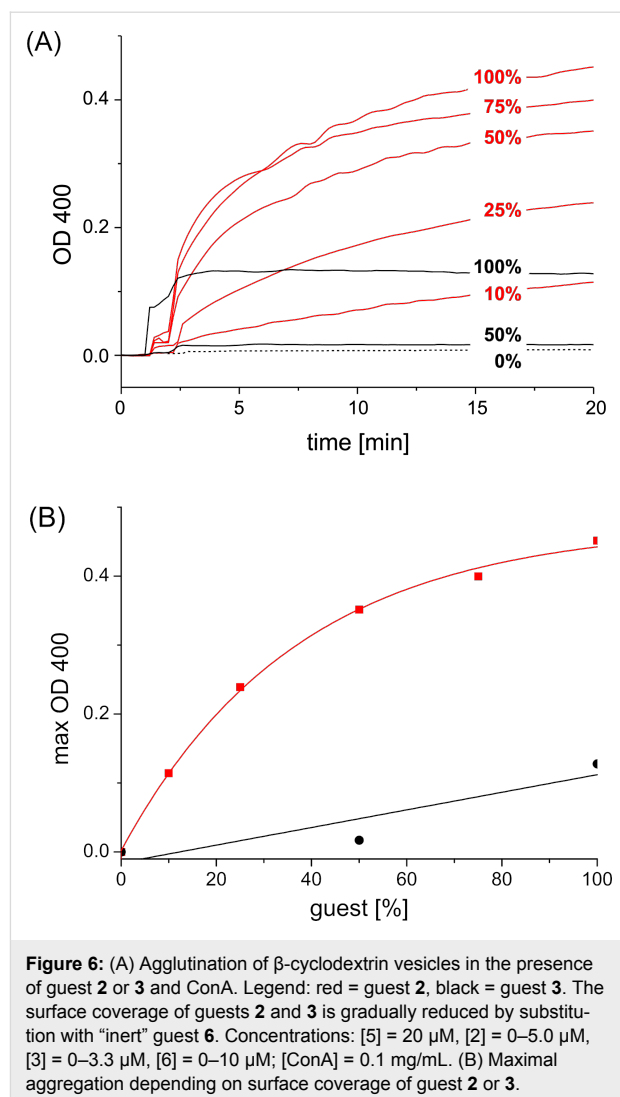 (A)
OD 400
0.4
0.2
0.0
100%
75%
50%
25%
100%
10%
50%
0%
0 5 10 15 20
time [min]
(B)
max OD 400
0.4
0.2
0.0
0 20 40 60 80 100
guest [%]
Figure 6: (A) Agglutination of β-cyclodextrin vesicles in the presence
of guest 2 or 3 and ConA. Legend: red = guest 2, black = guest 3. The
surface coverage of guests 2 and 3 is gradually reduced by substitu-
tion with “inert” guest 6. Concentrations: [5] = 20 μM, [2] = 0–5.0 μM,
[3] = 0–3.3 μM, [6] = 0–10 μM; [ConA] = 0.1 mg/mL. (B) Maximal
aggregation depending on surface coverage of guest 2 or 3.